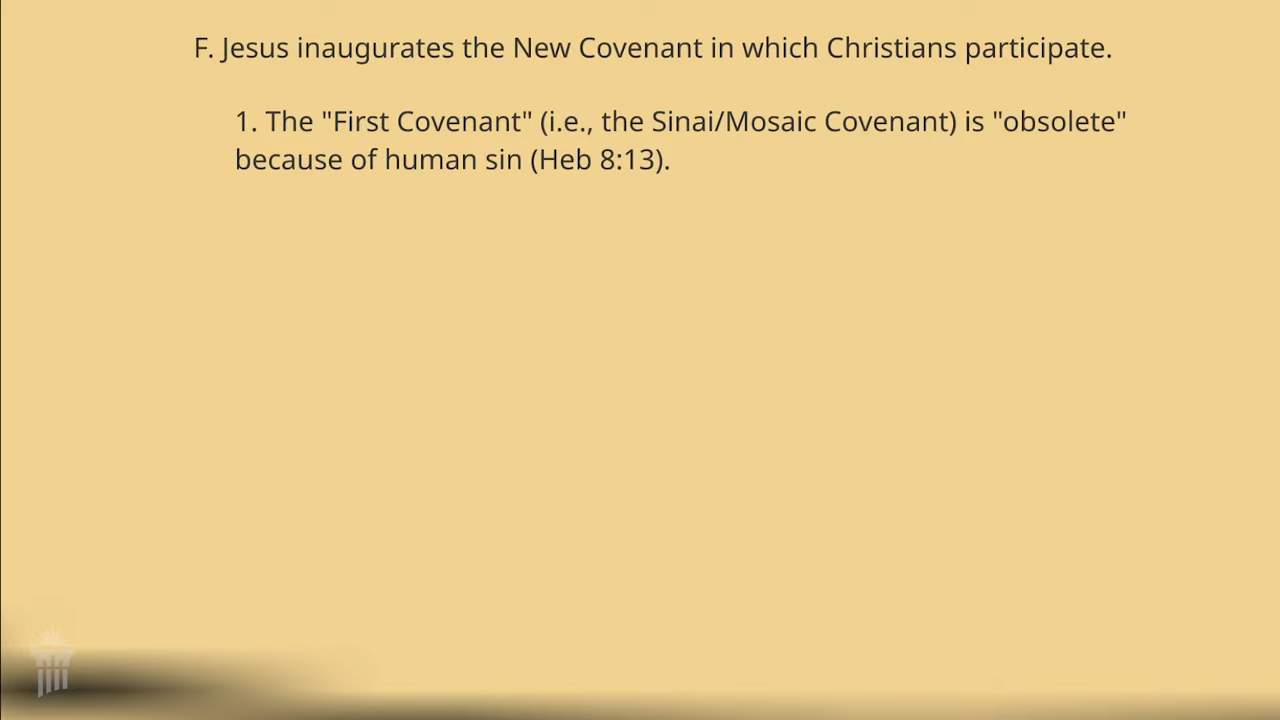 F. Jesus inaugurates the New Covenant in which Christians participate.
1. The "First Covenant" (i.e., the Sinai/Mosaic Covenant) is "obsolete"
because of human sin (Heb 8:13).